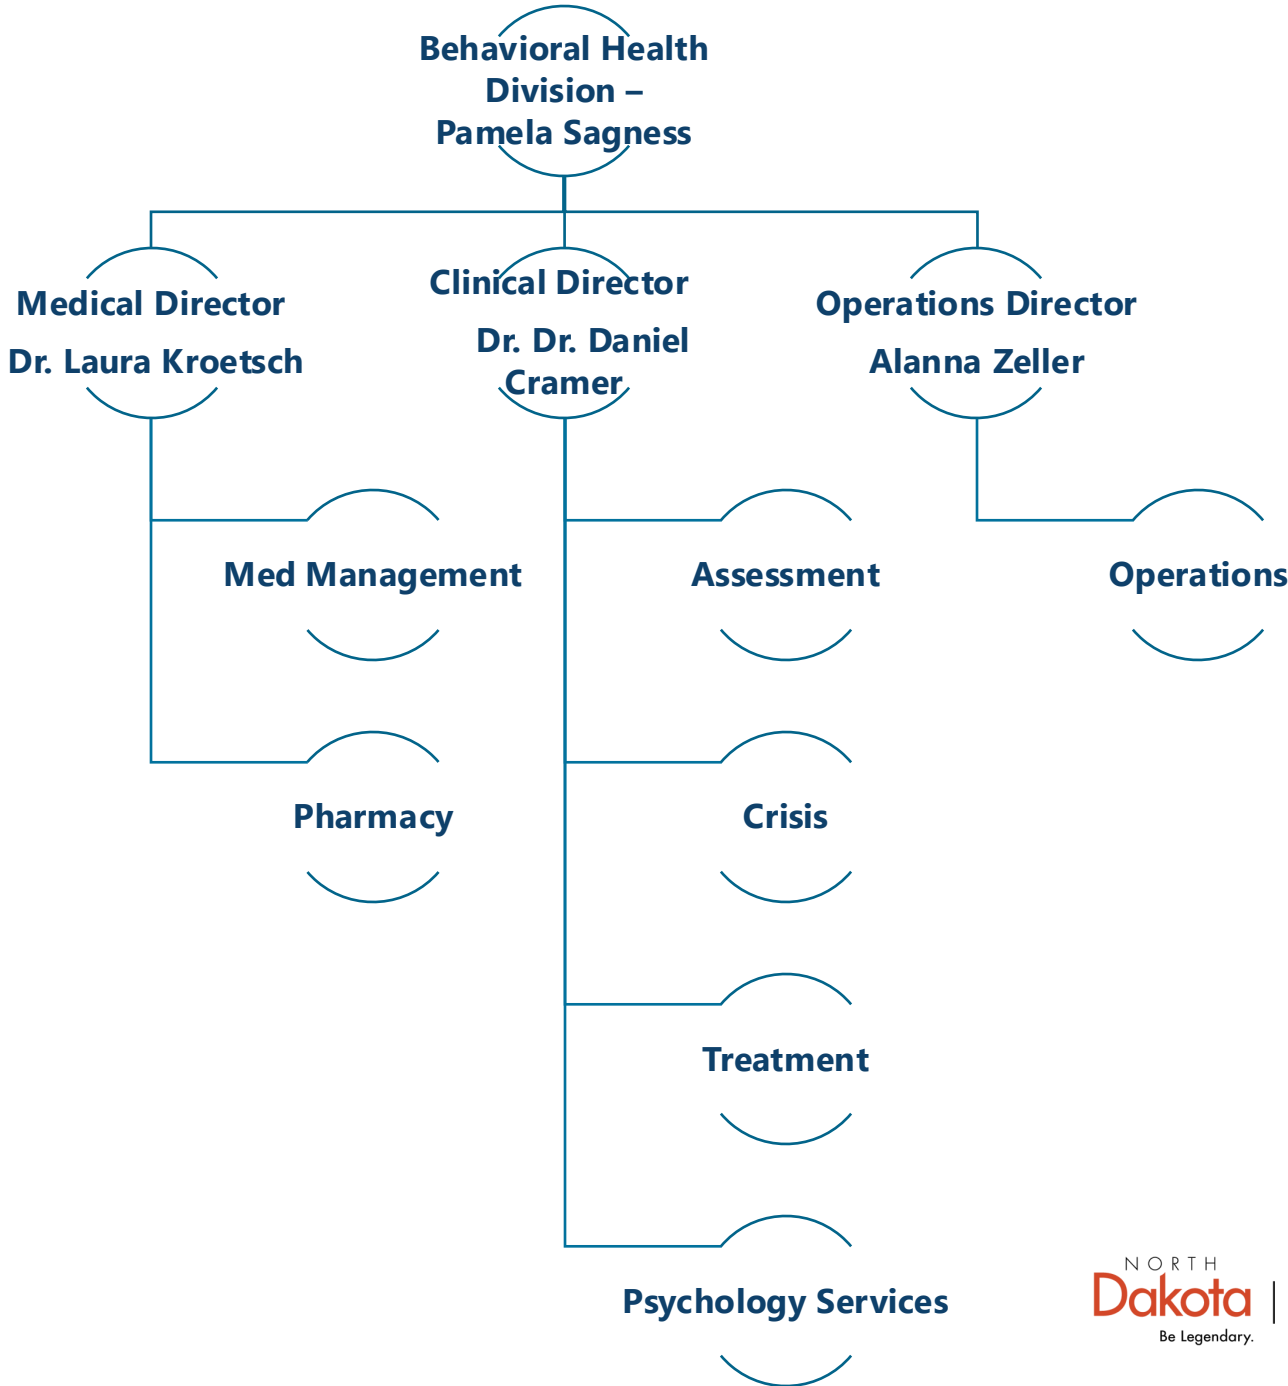 Behavioral Health
Division –
Pamela Sagness
Medical Director
Dr. Laura Kroetsch
Clinical Director
Dr. Dr. Daniel
Cramer
Operations Director
Alanna Zeller
Med Management
Assessment
Operations
Pharmacy
Crisis
Treatment
Psychology Services
NORTH
Dakota
Be Legendary.